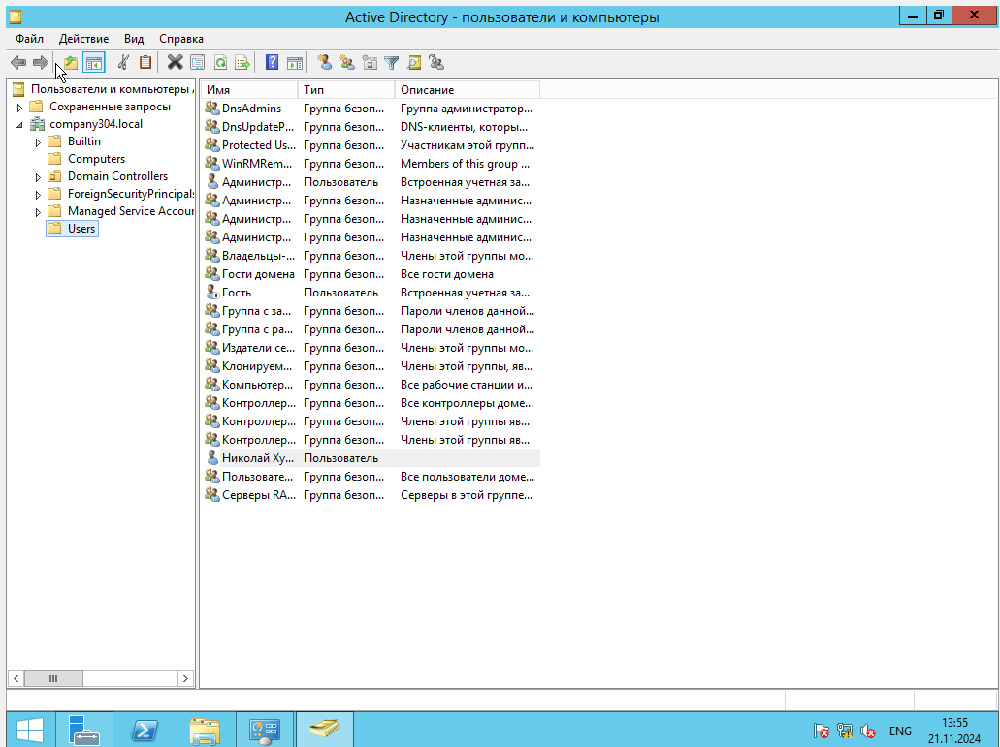 Active Directory - пользователи и компьютеры
Файл Действие Вид Справка
Пользователи и компьютеры
Сохраненные запросы
company304.local
Builtin
Computers
Domain Controllers
ForeignSecurityPrincipals
Managed Service Accour
Users
Имя Тип Описание
DnsAdmins Группа безоп... Группа администратор...
DnsUpdateP... Группа безоп... DNS-клиенты, которы...
Protected Us... Группа безоп... Участникам этой групп...
WinRMRem... Группа безоп... Members of this group ...
Администр... Пользователь Встроенная учетная за...
Администр... Группа безоп... Назначенные админис...
Администр... Группа безоп... Назначенные админис...
Администр... Группа безоп... Назначенные админис...
Владельцы-... Группа безоп... Члены этой группы мо...
Гости домена Группа безоп... Все гости домена
Гость Пользователь Встроенная учетная за...
Группа с за... Группа безоп... Пароли членов данной...
Группа с ра... Группа безоп... Пароли членов данной...
Издатели се... Группа безоп... Члены этой группы мо...
Клонируем... Группа безоп... Члены этой группы, яв...
Компьютер... Группа безоп... Все рабочие станции и...
Контроллер... Группа безоп... Все контроллеры доме...
Контроллер... Группа безоп... Члены этой группы яв...
Контроллер... Группа безоп... Члены этой группы яв...
Николай Ху... Пользователь
Пользовате... Группа безоп... Все пользователи доме...
Серверы RA... Группа безоп... Серверы в этой группе...
ENG
13:55
21.11.2024